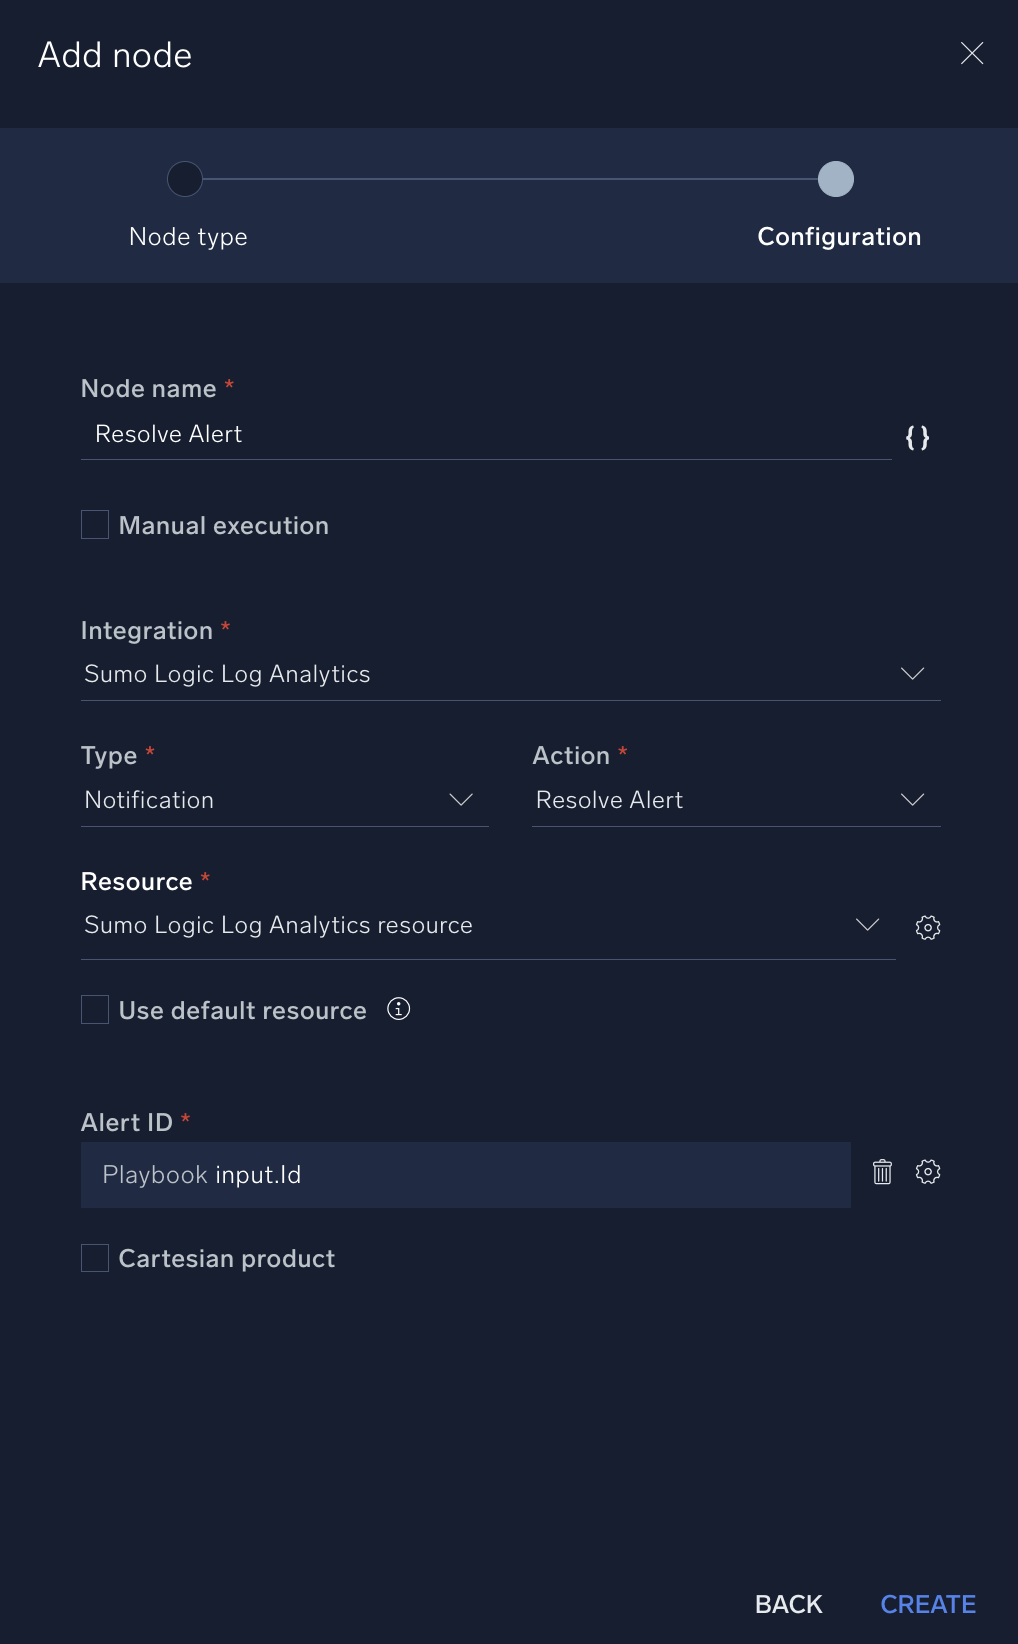 Add node
Node type
Configuration
Node name *
Resolve Alert
{}
Manual execution
Integration *
Sumo Logic Log Analytics
Type *
Action *
Notification
Resolve Alert
Resource *
Sumo Logic Log Analytics resource
Use default resource
Alert ID *
Playbook input.Id
Cartesian product
BACK
CREATE